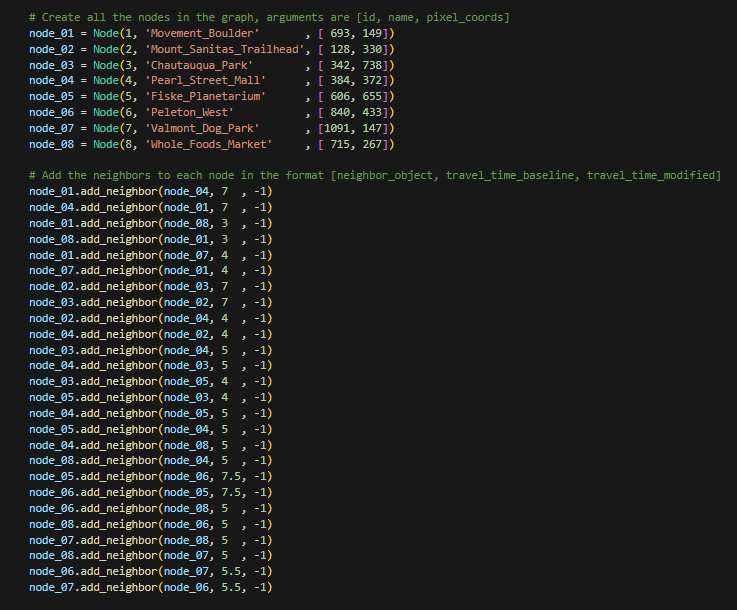 # Create all the nodes in the graph, arguments are [id, name, pixel_coords]
node_01 = Node(1, 'Movement_Boulder'       , [ 693, 149])
node_02 = Node(2, 'Mount_Sanitas_Trailhead', [ 128, 330])
node_03 = Node(3, 'Chautauqua_Park'        , [ 342, 738])
node_04 = Node(4, 'Pearl_Street_Mall'      , [ 384, 372])
node_05 = Node(5, 'Fiske_Planetarium'      , [ 606, 655])
node_06 = Node(6, 'Peleton_West'           , [ 840, 433])
node_07 = Node(7, 'Valmont_Dog_Park'       , [1091, 147])
node_08 = Node(8, 'Whole_Foods_Market'     , [ 715, 267])
# Add the neighbors to each node in the format [neighbor_object, travel_time_baseline, travel_time_modified]
node_01.add_neighbor(node_04, 7  , -1)
node_04.add_neighbor(node_01, 7  , -1)
node_01.add_neighbor(node_08, 3  , -1)
node_08.add_neighbor(node_01, 3  , -1)
node_01.add_neighbor(node_07, 4  , -1)
node_07.add_neighbor(node_01, 4  , -1)
node_02.add_neighbor(node_03, 7  , -1)
node_03.add_neighbor(node_02, 7  , -1)
node_02.add_neighbor(node_04, 4  , -1)
node_04.add_neighbor(node_02, 4  , -1)
node_03.add_neighbor(node_04, 5  , -1)
node_04.add_neighbor(node_03, 5  , -1)
node_03.add_neighbor(node_05, 4  , -1)
node_05.add_neighbor(node_03, 4  , -1)
node_04.add_neighbor(node_05, 5  , -1)
node_05.add_neighbor(node_04, 5  , -1)
node_04.add_neighbor(node_08, 5  , -1)
node_08.add_neighbor(node_04, 5  , -1)
node_05.add_neighbor(node_06, 7.5, -1)
node_06.add_neighbor(node_05, 7.5, -1)
node_06.add_neighbor(node_08, 5  , -1)
node_08.add_neighbor(node_06, 5  , -1)
node_07.add_neighbor(node_08, 5  , -1)
node_08.add_neighbor(node_07, 5  , -1)
node_06.add_neighbor(node_07, 5.5, -1)
node_07.add_neighbor(node_06, 5.5, -1)